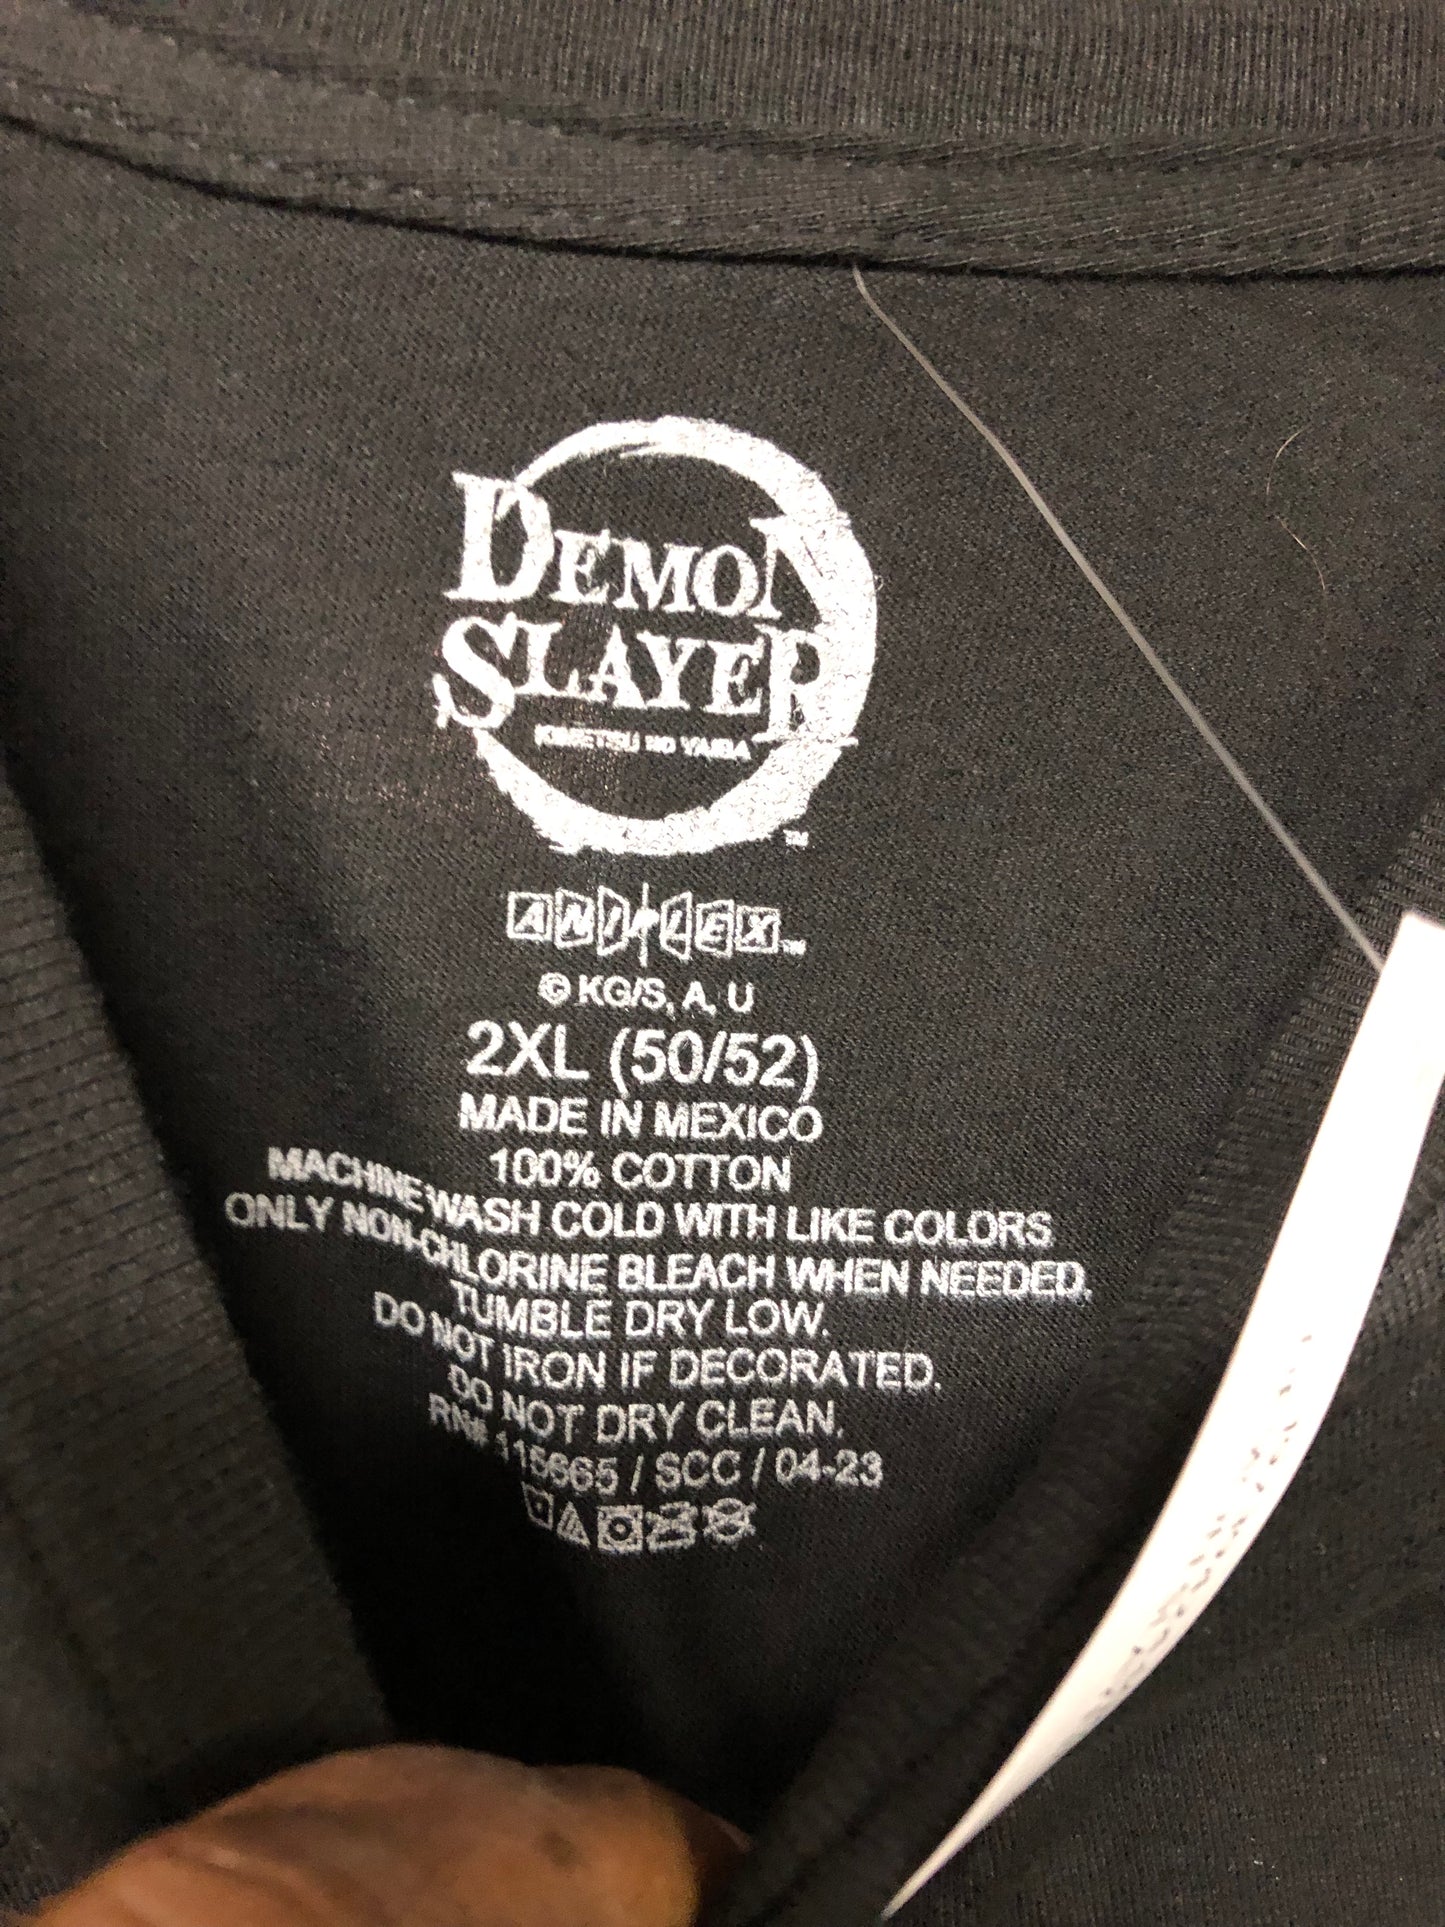 DEMON
SLAYER
KIMETSU no YAIBA
TM
ANIPLEX TM
© KG/S, A, U
2XL (50/52)
MADE IN MEXICO
100% COTTON
MACHINE WASH COLD WITH LIKE COLORS
ONLY NON-CHLORINE BLEACH WHEN NEEDED.
TUMBLE DRY LOW.
DO NOT IRON IF DECORATED.
DO NOT DRY CLEAN.
RN# 115665 / SCC / 04-23